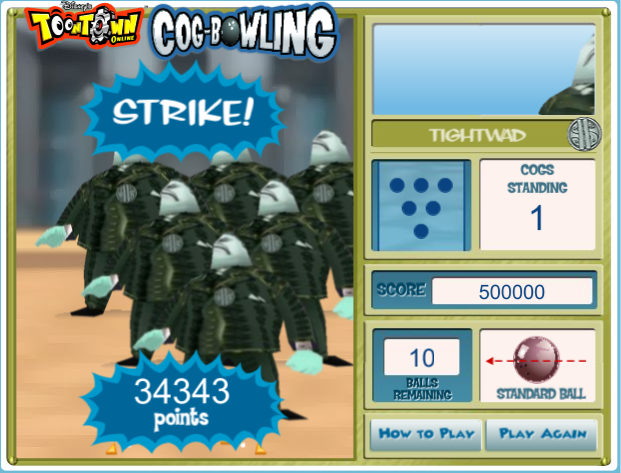 Disney's
TOONTOWN
ONLINE
COG-BOWLING
STRIKE!
TIGHTWAD
COGS
STANDING
1
SCORE
500000
10
BALLS
REMAINING
STANDARD BALL
34343
points
HOW TO PLAY
PLAY AGAIN